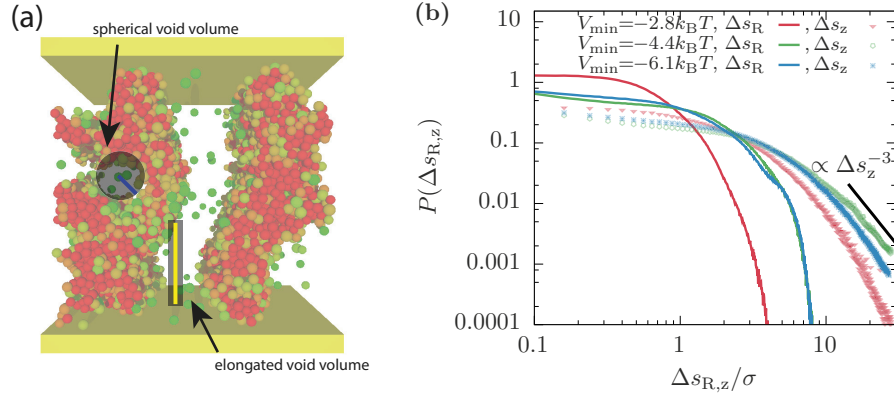 (a)
spherical void volume
elongated void volume
(b)
V_min=−2.8k_BT, Δs_R , Δs_z
V_min=−4.4k_BT, Δs_R , Δs_z
V_min=−6.1k_BT, Δs_R , Δs_z
10
1
0.1
0.01
0.001
0.0001
P(Δs_R,z)
∝ Δs_z^−3
0.1
1
10
Δs_R,z/σ